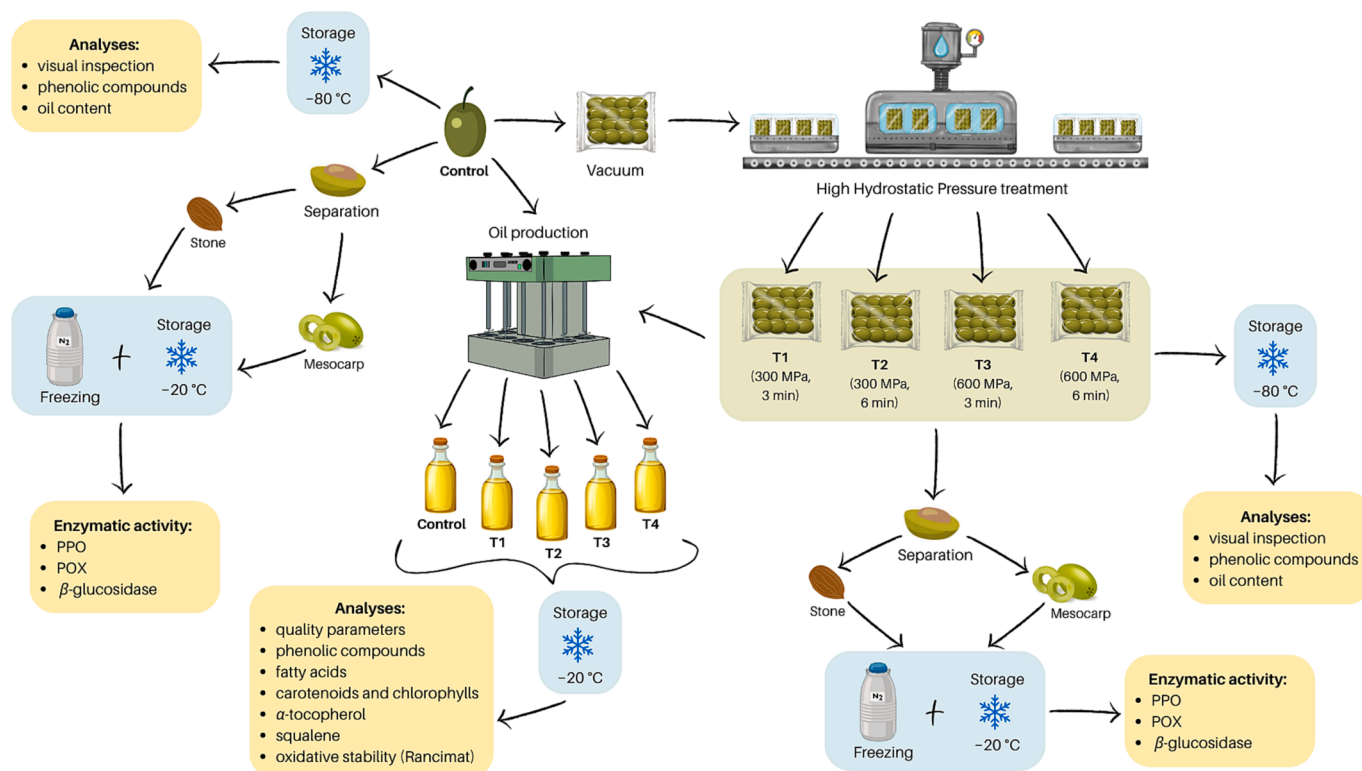 Analyses:
• visual inspection
• phenolic compounds
• oil content
Storage
−80 °C
Control
Vacuum
High Hydrostatic Pressure treatment
Separation
Stone
Mesocarp
N₂
Freezing
+
Storage
−20 °C
Enzymatic activity:
• PPO
• POX
• β-glucosidase
Oil production
Control
T1
T2
T3
T4
Storage
−20 °C
Analyses:
• quality parameters
• phenolic compounds
• fatty acids
• carotenoids and chlorophylls
• α-tocopherol
• squalene
• oxidative stability (Rancimat)
T1
(300 MPa,
3 min)
T2
(300 MPa,
6 min)
T3
(600 MPa,
3 min)
T4
(600 MPa,
6 min)
Storage
−80 °C
Analyses:
• visual inspection
• phenolic compounds
• oil content
Separation
Stone
Mesocarp
N₂
Freezing
+
Storage
−20 °C
Enzymatic activity:
• PPO
• POX
• β-glucosidase